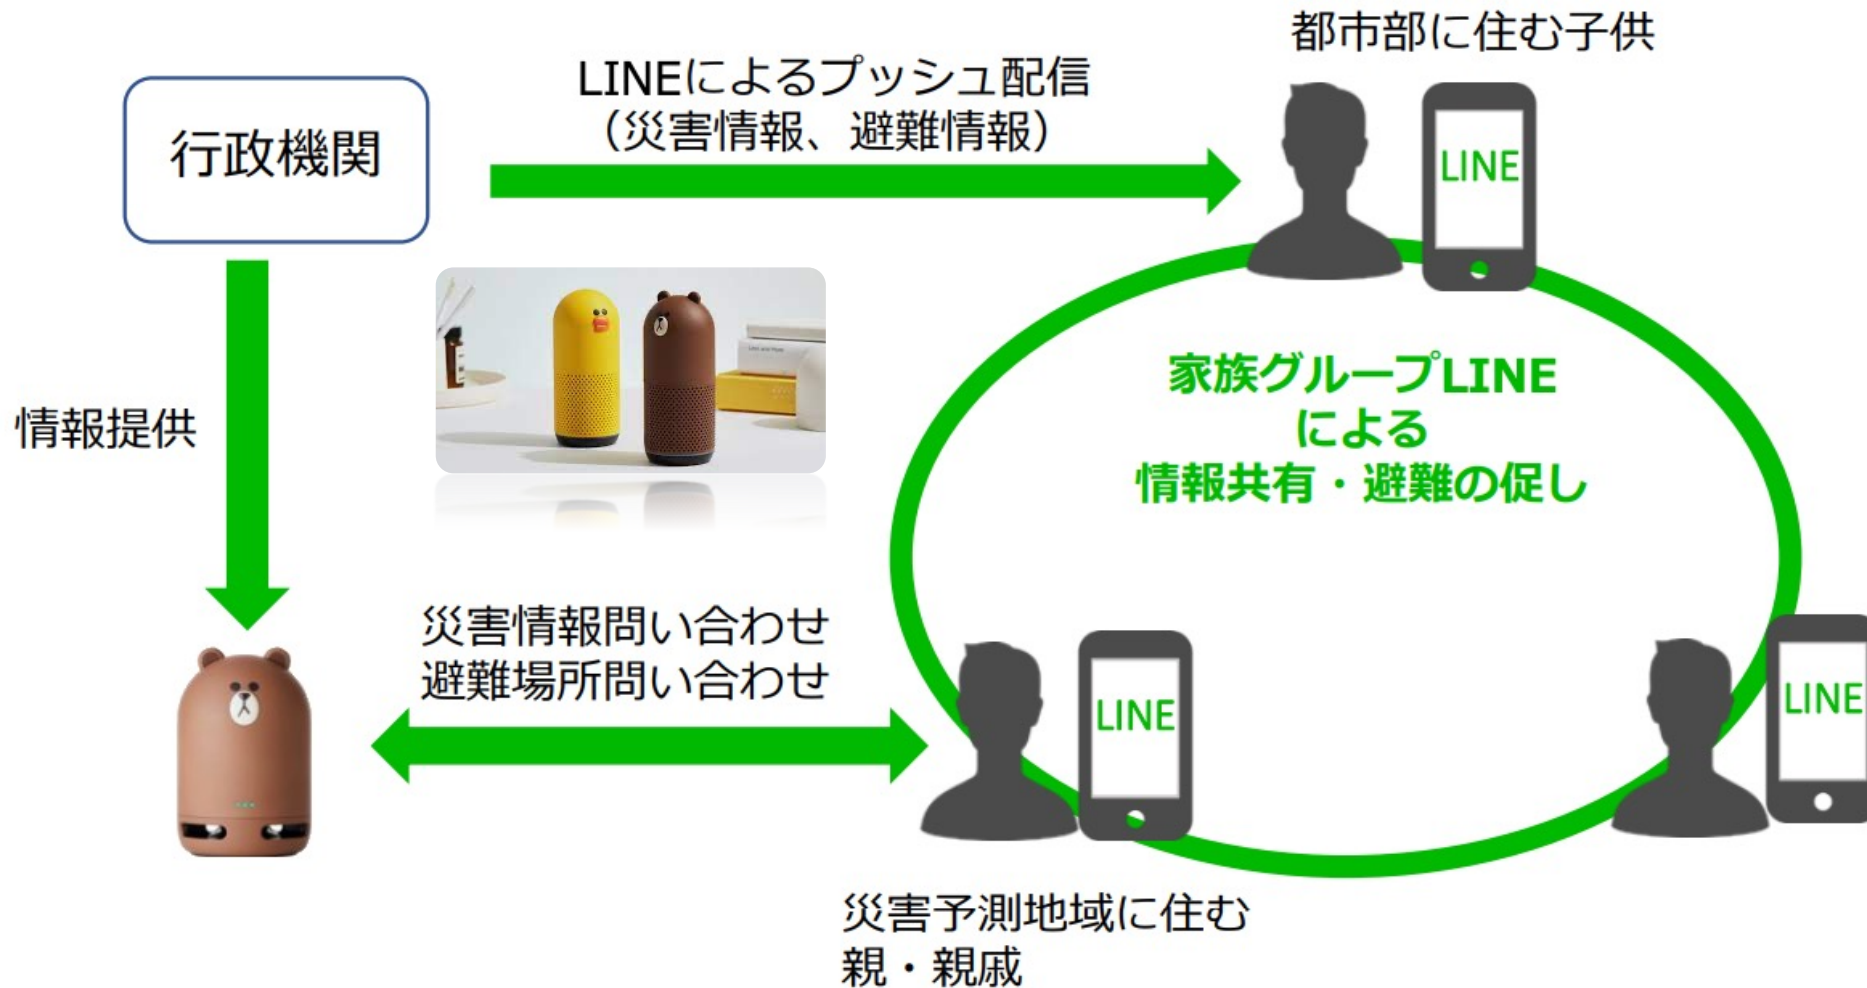 都市部に住む子供
LINEによるプッシュ配信
（災害情報、避難情報）
行政機関
LINE
家族グループLINE
による
情報共有・避難の促し
情報提供
災害情報問い合わせ
避難場所問い合わせ
LINE
LINE
災害予測地域に住む
親・親戚